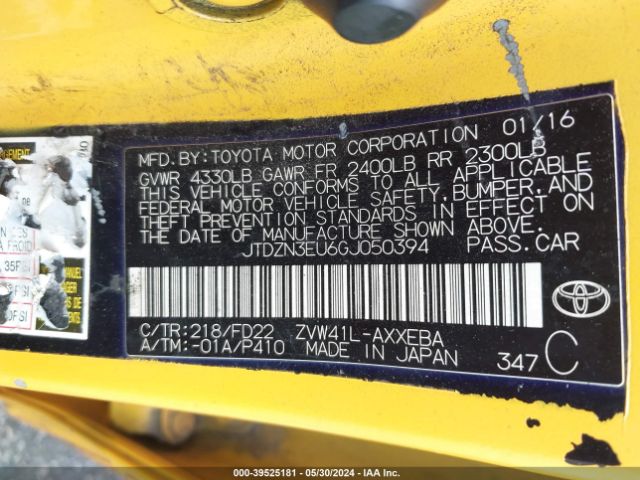 MFD.BY:TOYOTA MOTOR CORPORATION 01/16
GVWR 4330LB GAWR FR 2400LB RR 2300LB
THIS VEHICLE CONFORMS TO ALL APPLICABLE
FEDERAL MOTOR VEHICLE SAFETY,BUMPER,AND
THEFT PREVENTION STANDARDS IN EFFECT ON
THE DATE OF MANUFACTURE SHOWN ABOVE.
JTDZN3EU6GJ050394 PASS.CAR
C/TR:218/FD22 ZVW41L-AXXEBA
A/TM:-01A/P410 MADE IN JAPAN
347 C
TOYOTA
35F
MANUEL
000-39525181 - 05/30/2024 - IAA Inc.